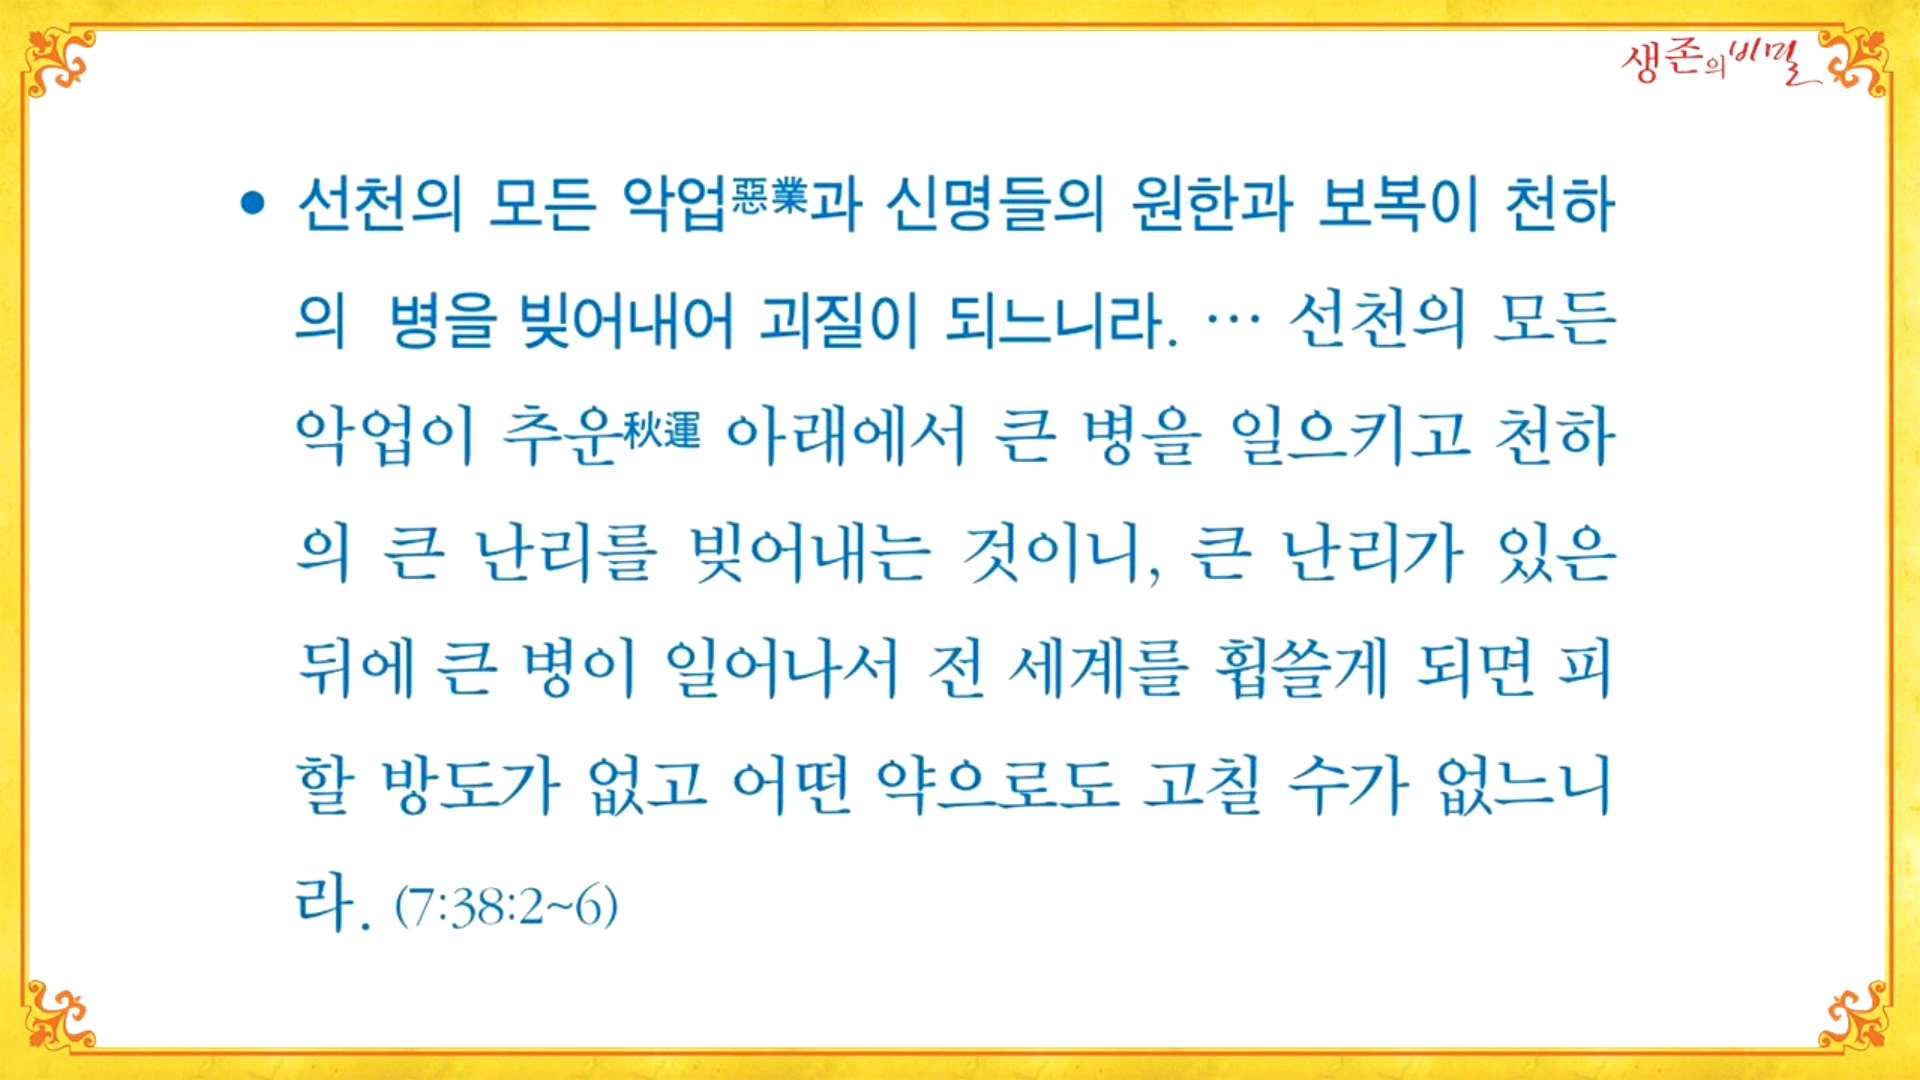 생존의 비밀
• 선천의 모든 악업惡業과 신명들의 원한과 보복이 천하
의 병을 빚어내어 괴질이 되느니라. … 선천의 모든
악업이 추운秋運 아래에서 큰 병을 일으키고 천하
의 큰 난리를 빚어내는 것이니, 큰 난리가 있은
뒤에 큰 병이 일어나서 전 세계를 휩쓸게 되면 피
할 방도가 없고 어떤 약으로도 고칠 수가 없느니
라. (7:38:2~6)